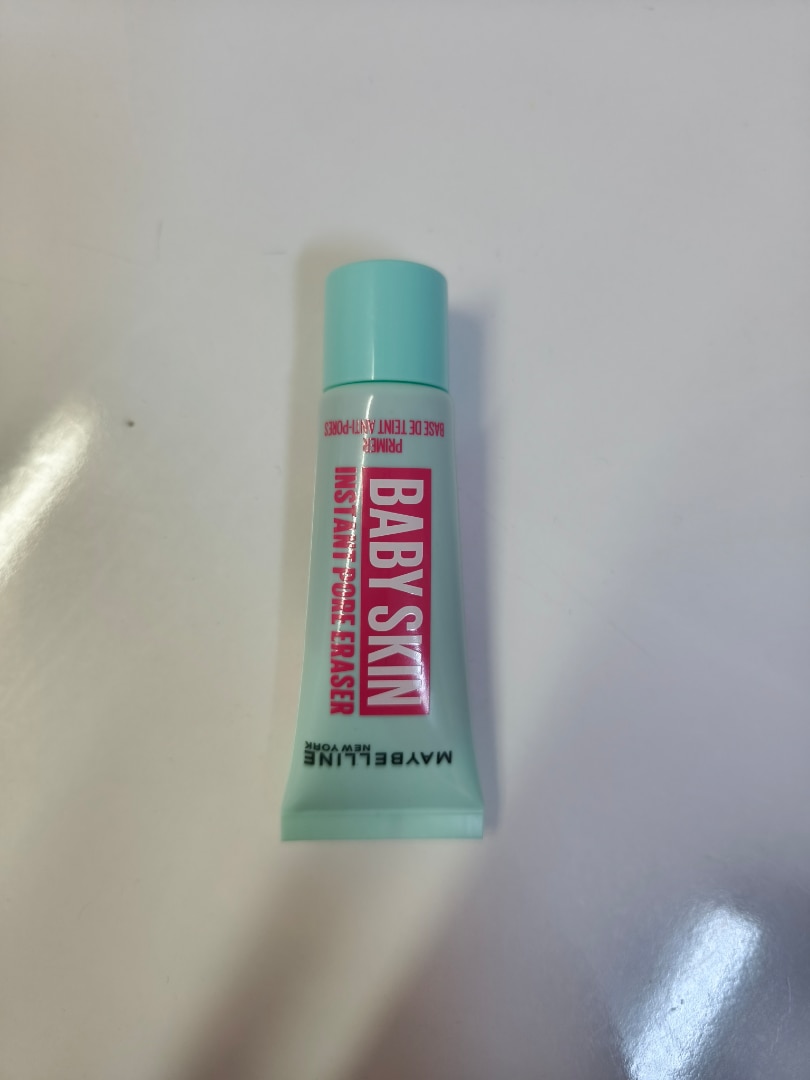 MAYBELLINE
NEW YORK
BABY SKIN
INSTANT PORE ERASER
PRIMER
BASE DE TEINT ANTI-PORES